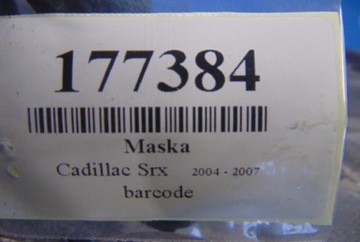 177384
Maska
Cadillac Srx 2004 - 2007
barcode